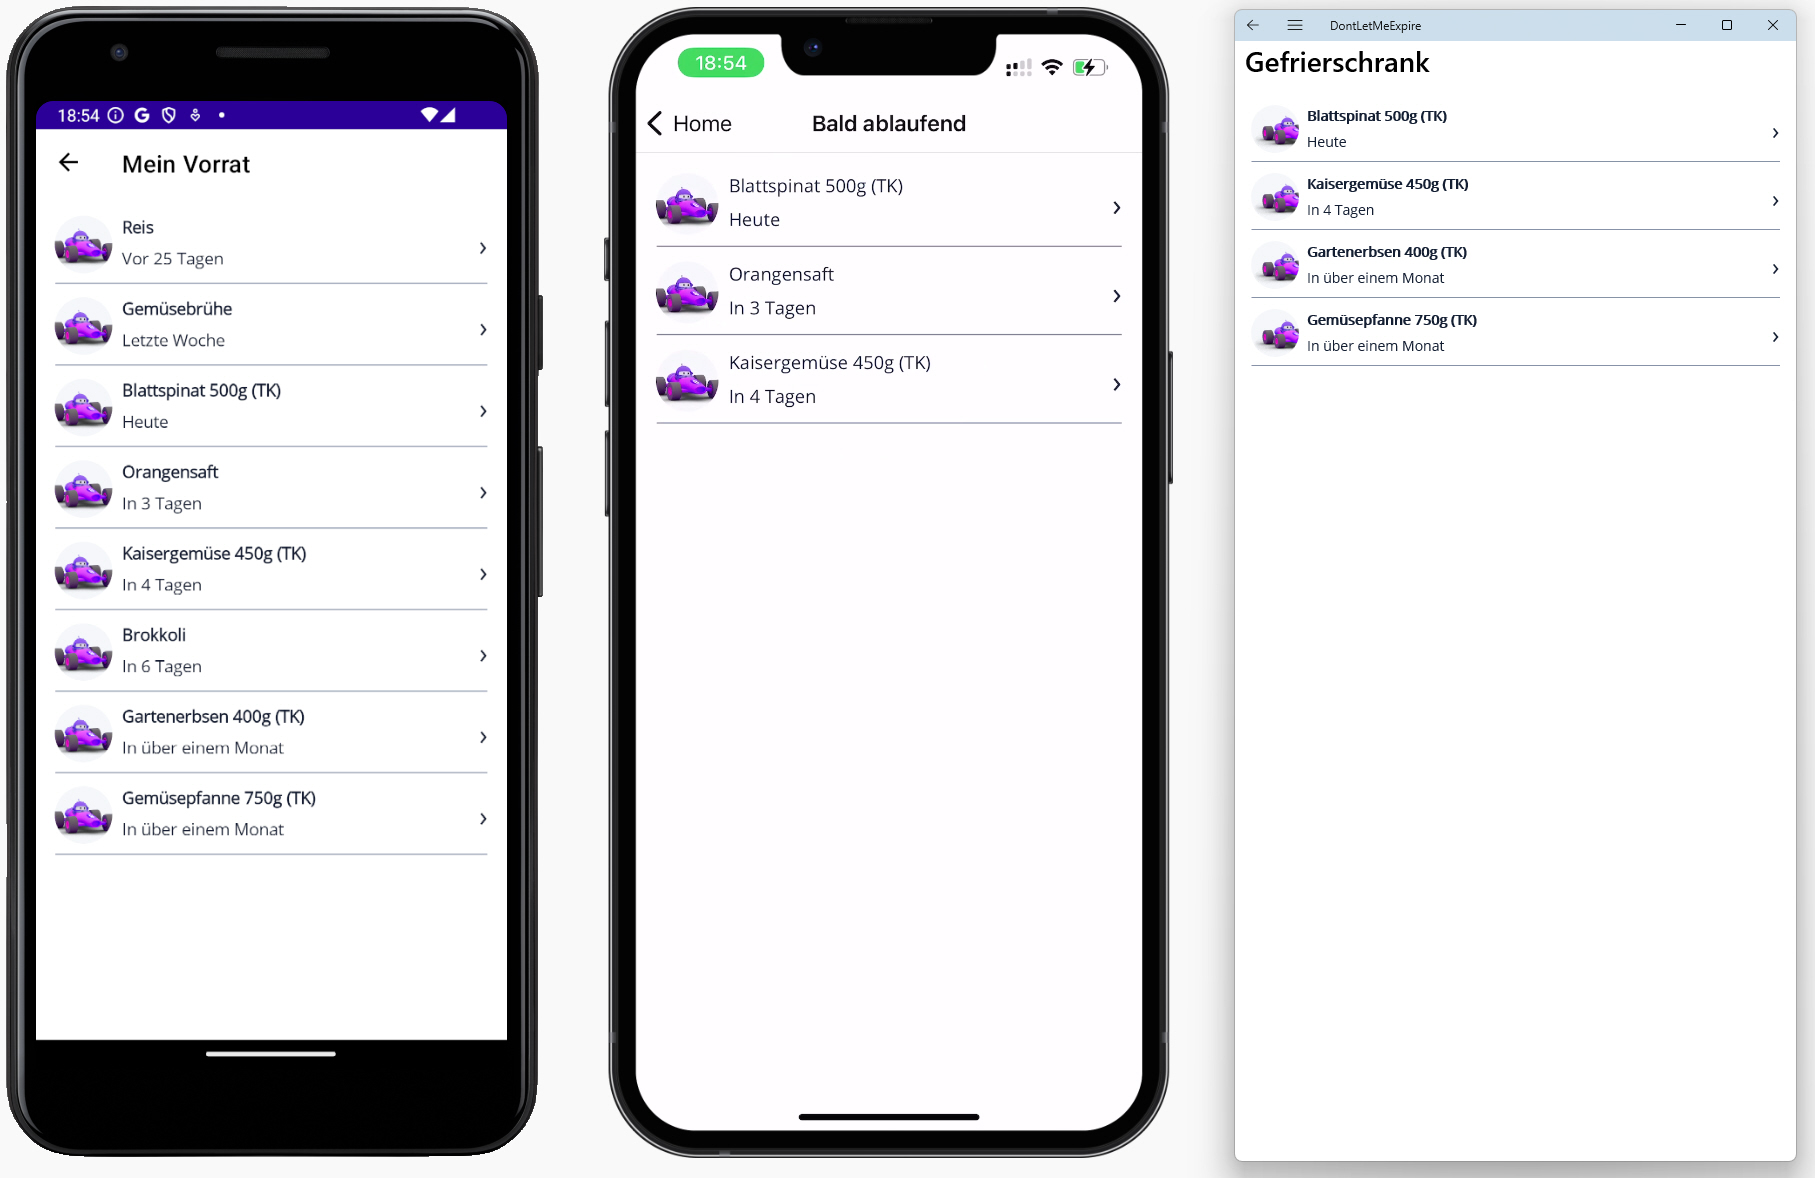 18:54
Mein Vorrat
Reis
Vor 25 Tagen
Gemüsebrühe
Letzte Woche
Blattspinat 500g (TK)
Heute
Orangensaft
In 3 Tagen
Kaisergemüse 450g (TK)
In 4 Tagen
Brokkoli
In 6 Tagen
Gartenerbsen 400g (TK)
In über einem Monat
Gemüsepfanne 750g (TK)
In über einem Monat
18:54
Home
Bald ablaufend
Blattspinat 500g (TK)
Heute
Orangensaft
In 3 Tagen
Kaisergemüse 450g (TK)
In 4 Tagen
DontLetMeExpire
Gefrierschrank
Blattspinat 500g (TK)
Heute
Kaisergemüse 450g (TK)
In 4 Tagen
Gartenerbsen 400g (TK)
In über einem Monat
Gemüsepfanne 750g (TK)
In über einem Monat